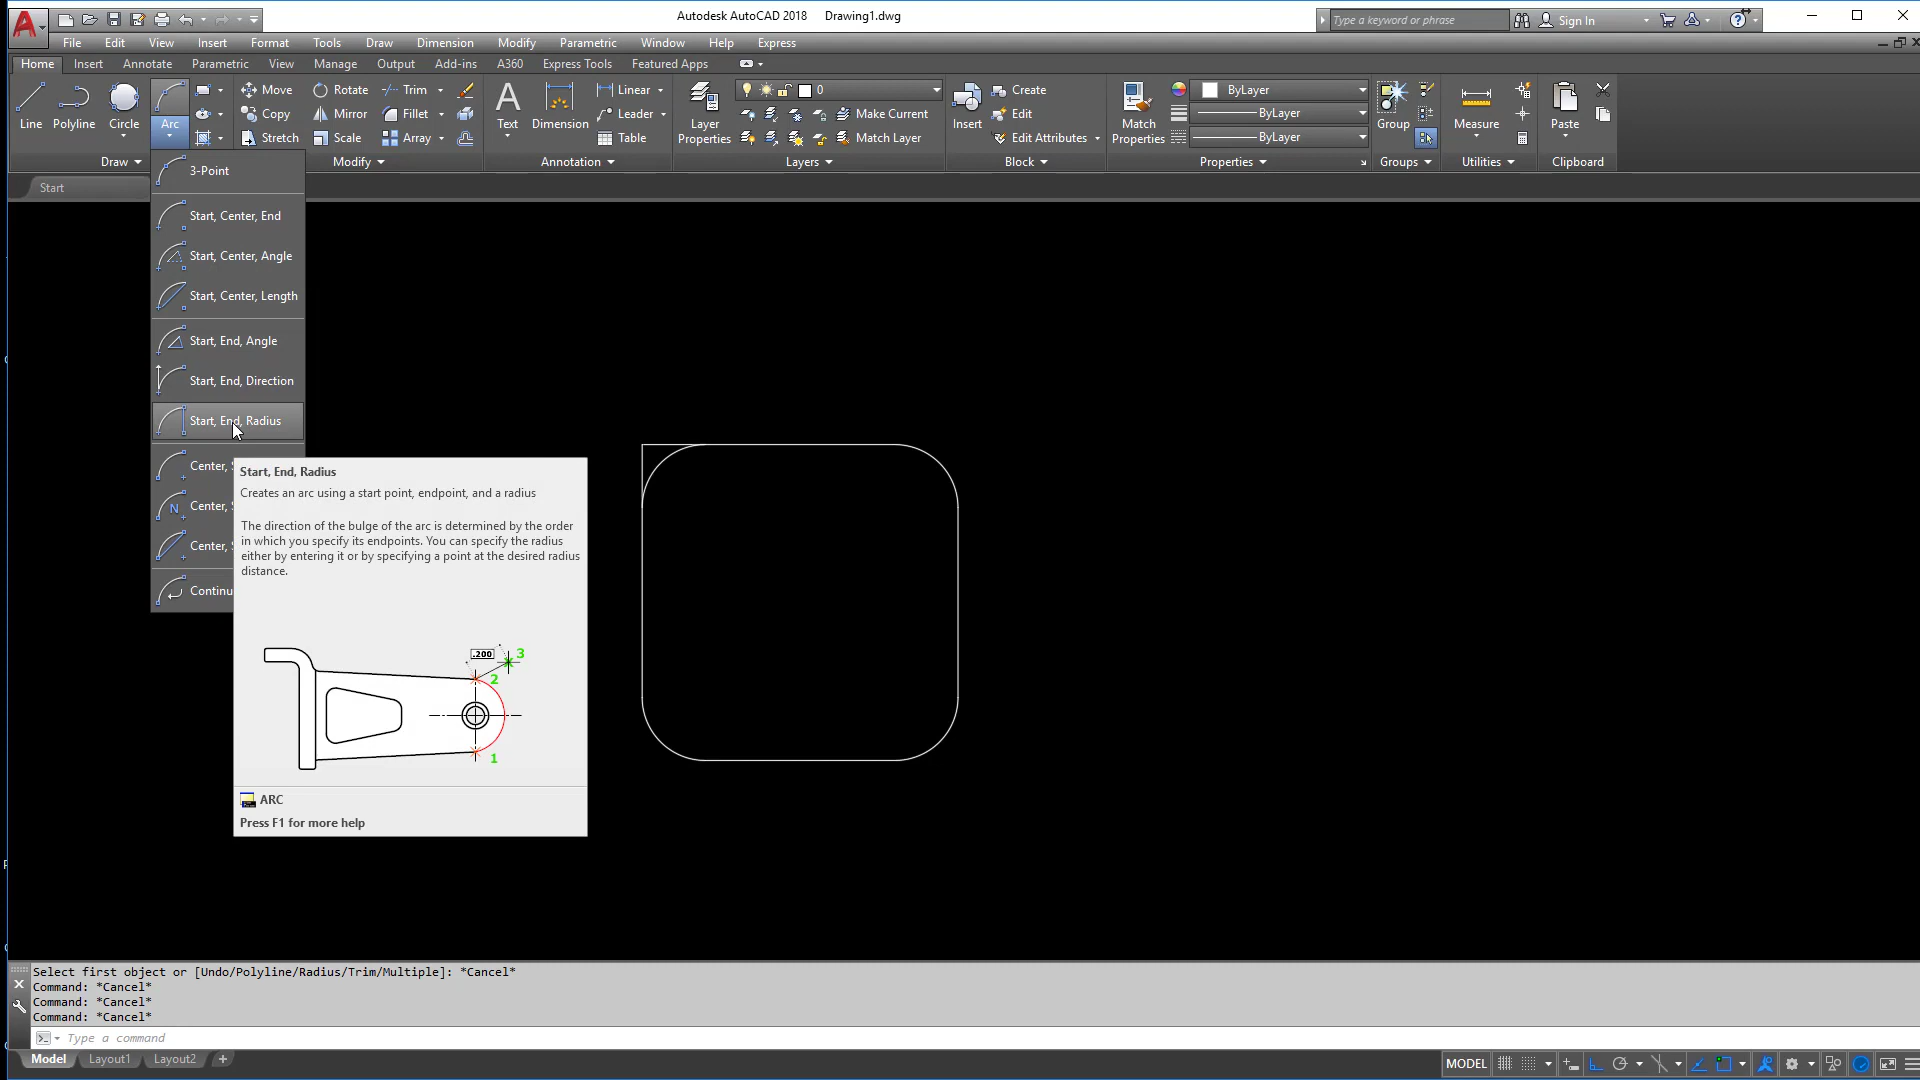 Autodesk AutoCAD 2018 Drawing1.dwg
Type a keyword or phrase
Sign In
File Edit View Insert Format Tools Draw Dimension Modify Parametric Window Help Express
Home Insert Annotate Parametric View Manage Output Add-ins A360 Express Tools Featured Apps
Line Polyline Circle Arc
Move Rotate Trim
Copy Mirror Fillet
Stretch Scale Array
Text Dimension
Linear
Leader
Table
Layer Properties
0
Make Current
Match Layer
Insert
Create
Edit
Edit Attributes
Match Properties
ByLayer
ByLayer
ByLayer
Group
Measure
Paste
Draw Modify Annotation Layers Block Properties Groups Utilities Clipboard
Start
3-Point
Start, Center, End
Start, Center, Angle
Start, Center, Length
Start, End, Angle
Start, End, Direction
Start, End, Radius
Center,
Center,
Center,
Continu
Start, End, Radius
Creates an arc using a start point, endpoint, and a radius
The direction of the bulge of the arc is determined by the order
in which you specify its endpoints. You can specify the radius
either by entering it or by specifying a point at the desired radius
distance.
.200 3
2
1
ARC
Press F1 for more help
Select first object or [Undo/Polyline/Radius/Trim/Multiple]: *Cancel*
Command: *Cancel*
Command: *Cancel*
Command: *Cancel*
Type a command
Model Layout1 Layout2 +
MODEL